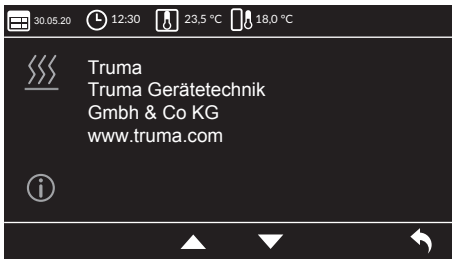 30.05.20 12:30 23,5 °C 18,0 °C
Truma
Truma Gerätetechnik
Gmbh & Co KG
www.truma.com